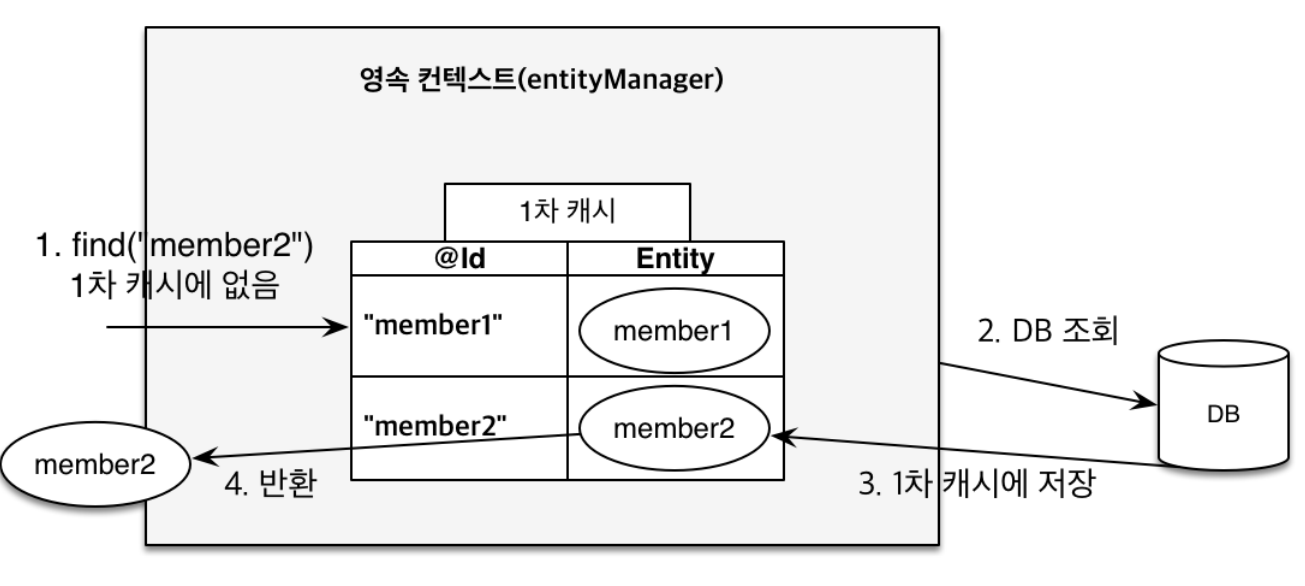 영속 컨텍스트(entityManager)
1차 캐시
1. find("member2")
1차 캐시에 없음
@Id Entity
"member1" member1
2. DB 조회
DB
"member2" member2
member2
4. 반환
3. 1차 캐시에 저장